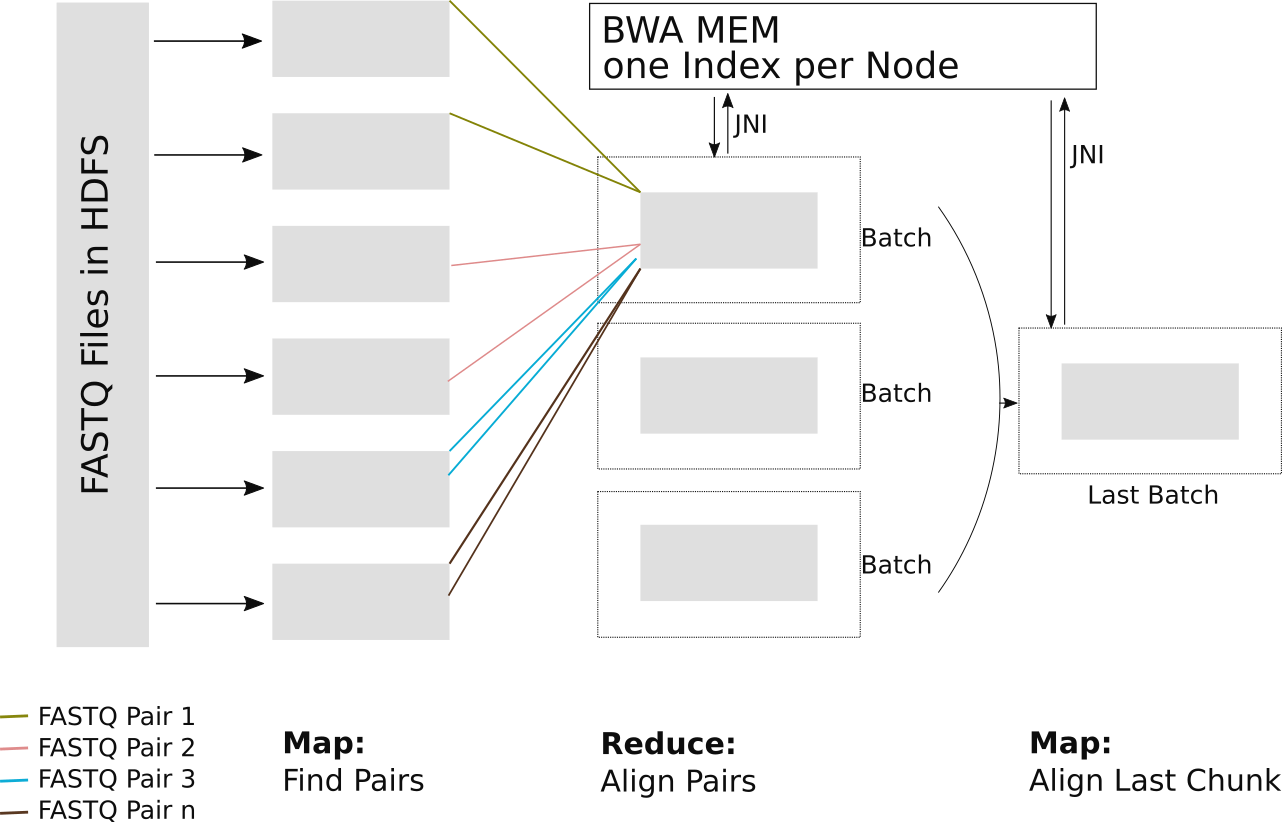 BWA MEM
one Index per Node
JNI
JNI
FASTQ Files in HDFS
Batch
Batch
Last Batch
Batch
FASTQ Pair 1
FASTQ Pair 2
FASTQ Pair 3
FASTQ Pair n
Map:
Find Pairs
Reduce:
Align Pairs
Map:
Align Last Chunk